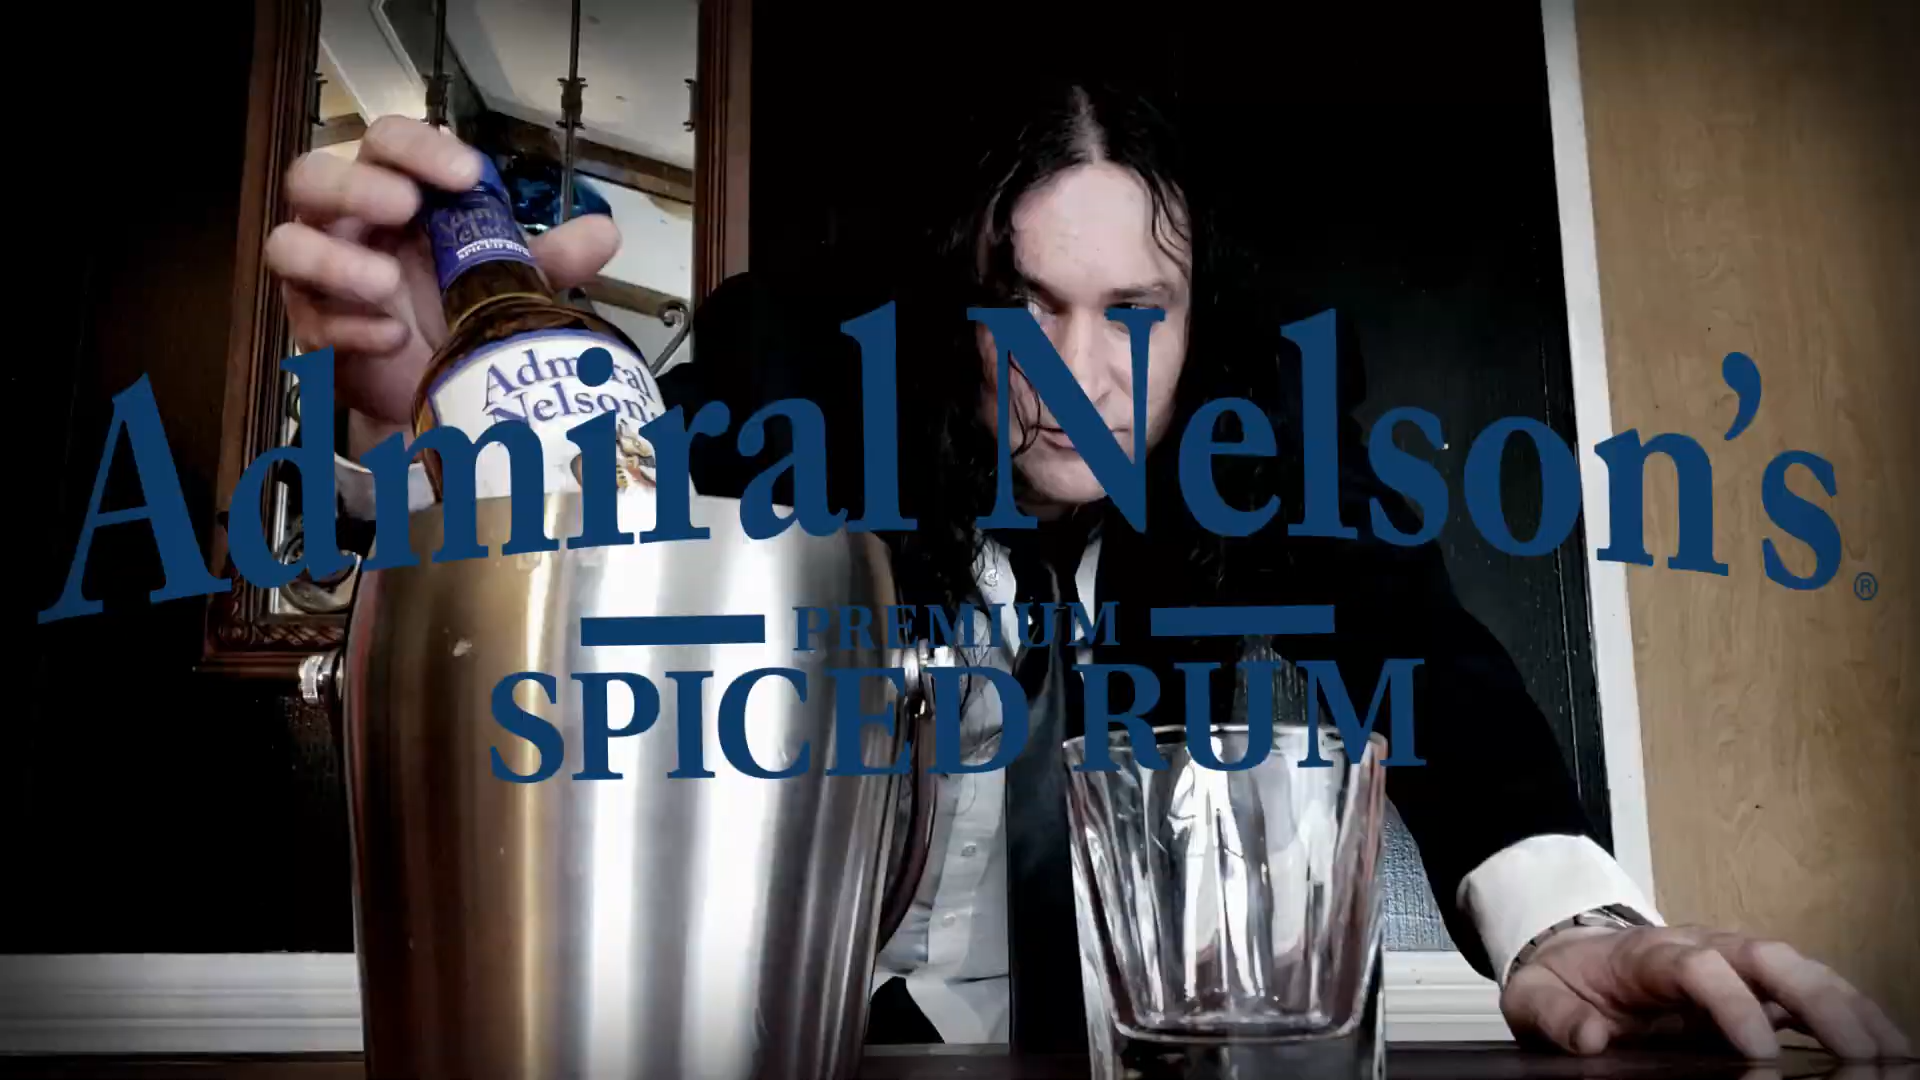 Admiral
Nelson's
SPICED RUM
Admiral
Nelson's
Admiral Nelson's®
PREMIUM
SPICED RUM